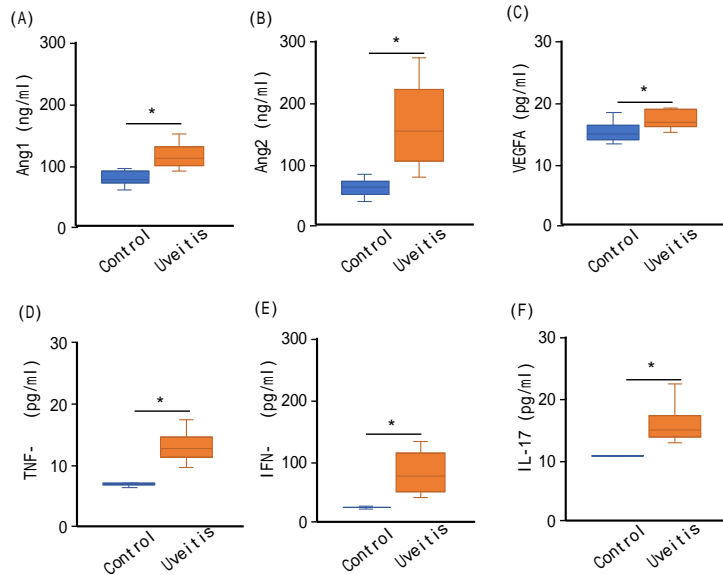 (A)
300
200
100
0
Ang1 (ng/ml)
*
Control
Uveitis
(B)
300
200
100
0
Ang2 (ng/ml)
*
Control
Uveitis
(C)
30
20
10
0
VEGFA (pg/ml)
*
Control
Uveitis
(D)
30
20
10
0
TNF- (pg/ml)
*
Control
Uveitis
(E)
300
200
100
0
IFN- (pg/ml)
*
Control
Uveitis
(F)
30
20
10
0
IL-17 (pg/ml)
*
Control
Uveitis